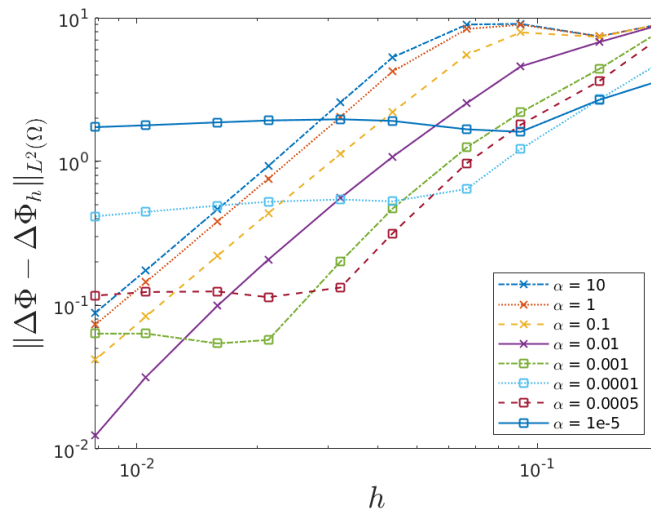 10^1
10^0
10^{-1}
10^{-2}
‖ΔΦ − ΔΦ_h‖_{L^2(Ω)}
α = 10
α = 1
α = 0.1
α = 0.01
α = 0.001
α = 0.0001
α = 0.0005
α = 1e-5
10^{-2}
10^{-1}
h